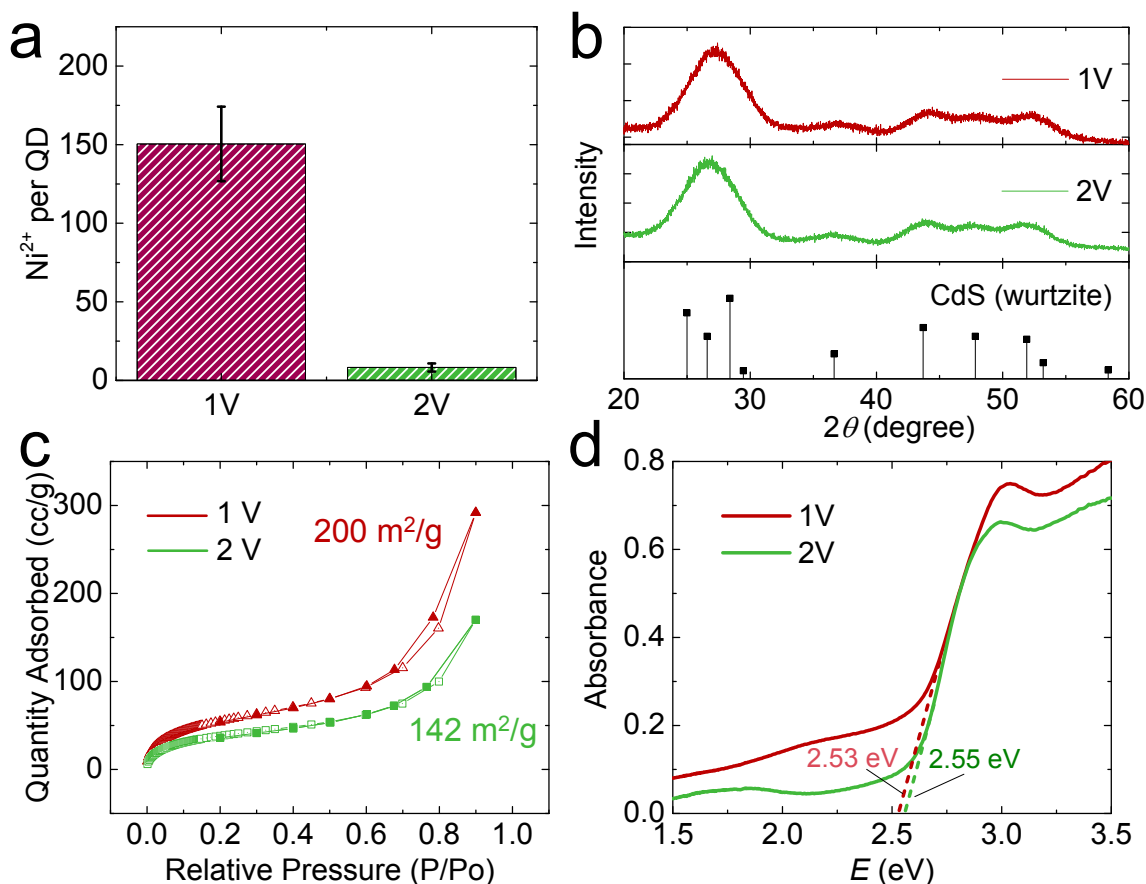 a
Ni²⁺ per QD
200
150
100
50
0
1V
2V
b
Intensity
1V
2V
CdS (wurtzite)
20
30
40
50
60
2θ (degree)
c
Quantity Adsorbed (cc/g)
300
200
100
0
1 V
2 V
200 m²/g
142 m²/g
0.0
0.2
0.4
0.6
0.8
1.0
Relative Pressure (P/Po)
d
Absorbance
0.8
0.6
0.4
0.2
0.0
1V
2V
2.53 eV
2.55 eV
1.5
2.0
2.5
3.0
3.5
E (eV)